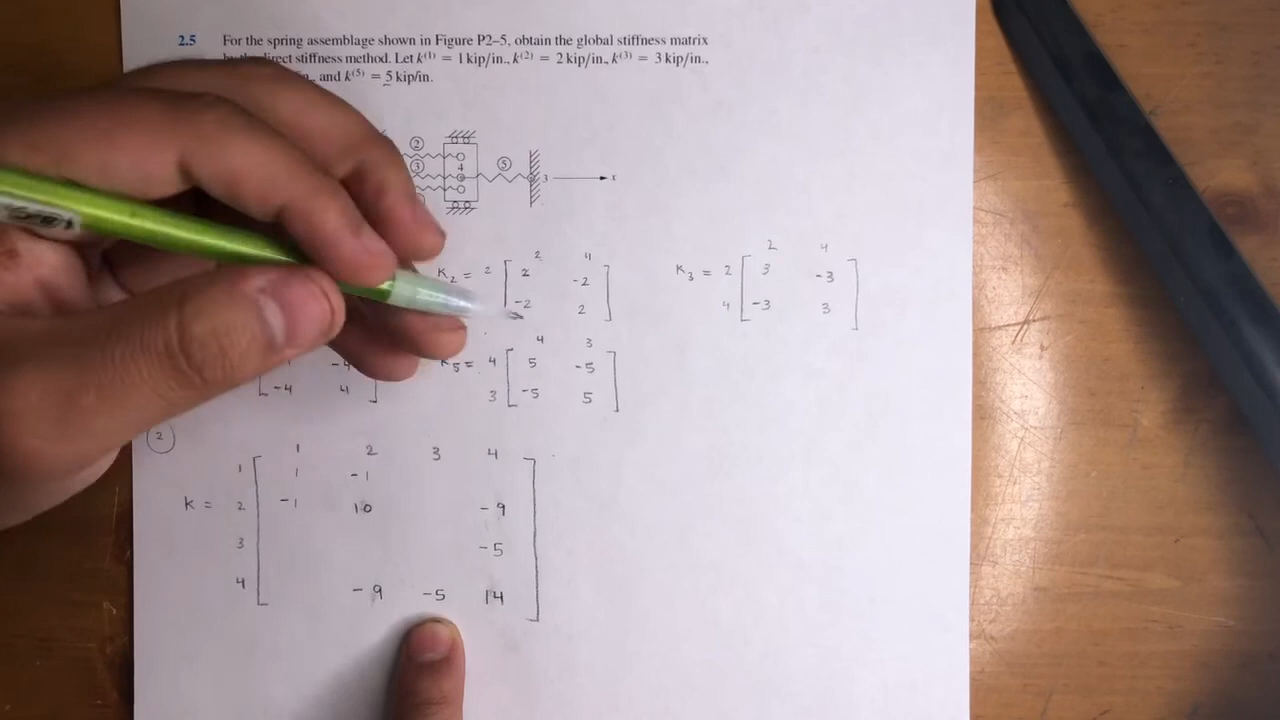 2.5 For the spring assemblage shown in Figure P2–5, obtain the global stiffness matrix
direct stiffness method. Let k(1) = 1 kip/in., k(2) = 2 kip/in., k(3) = 3 kip/in.,
and k(5) = 5 kip/in.
2
3 4 5 3 x
2 4
K2 = 2 2 -2
-2 2
2 4
K3 = 2 3 -3
4 -3 3
-4
-4 4
4 3
5 = 4 5 -5
3 -5 5
2
1 2 3 4
1 1 -1
K = 2 -1 10 -9
3 -5
4 -9 -5 14